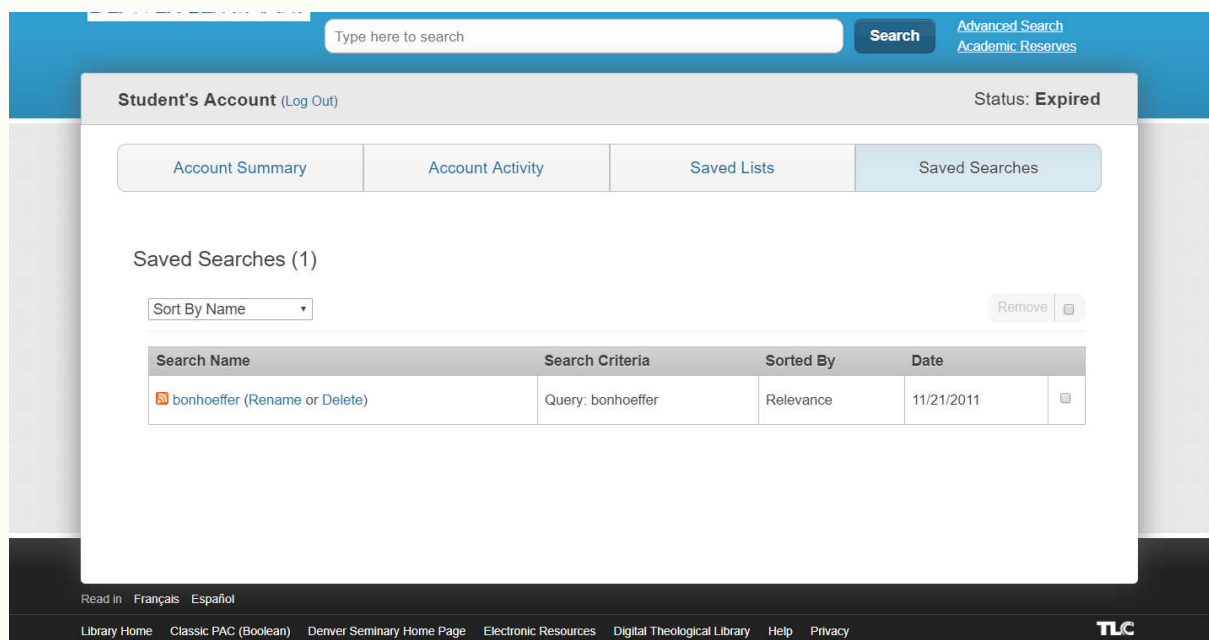 Type here to search
Search
Advanced Search
Academic Reserves
Student's Account (Log Out)
Status: Expired
Account Summary
Account Activity
Saved Lists
Saved Searches
Saved Searches (1)
Sort By Name
Remove
Search Name Search Criteria Sorted By Date
bonhoeffer (Rename or Delete) Query: bonhoeffer Relevance 11/21/2011
Read in Français Español
Library Home Classic PAC (Boolean) Denver Seminary Home Page Electronic Resources Digital Theological Library Help Privacy
TLC